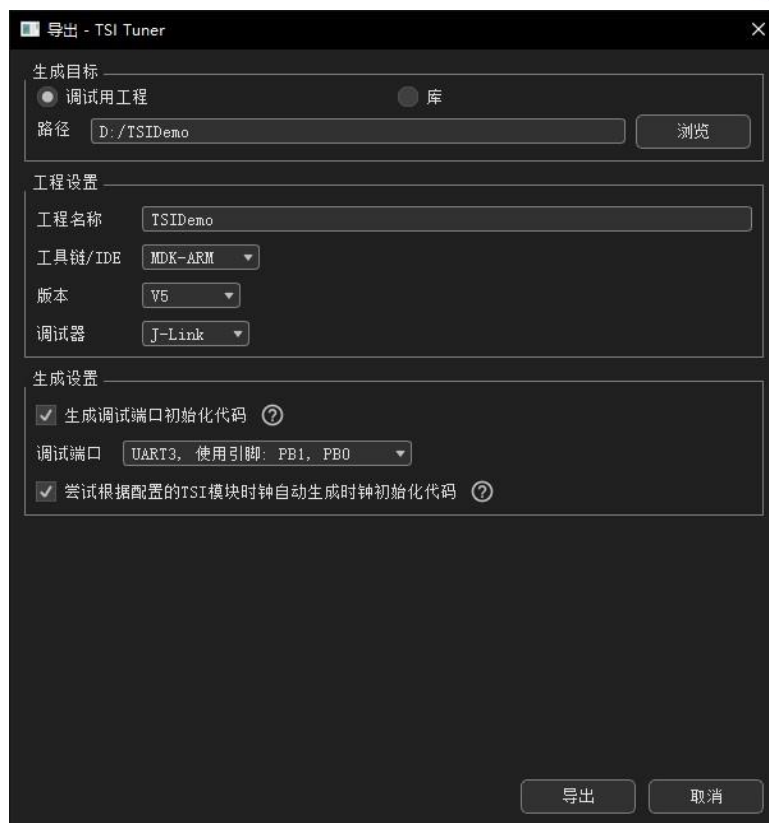 导出 - TSI Tuner
生成目标
调试用工程 库
路径 D:/TSIDemo 浏览
工程设置
工程名称 TSIDemo
工具链/IDE MDK-ARM
版本 V5
调试器 J-Link
生成设置
生成调试端口初始化代码 ?
调试端口 UART3, 使用引脚: PB1, PB0
尝试根据配置的TSI模块时钟自动生成时钟初始化代码 ?
导出 取消